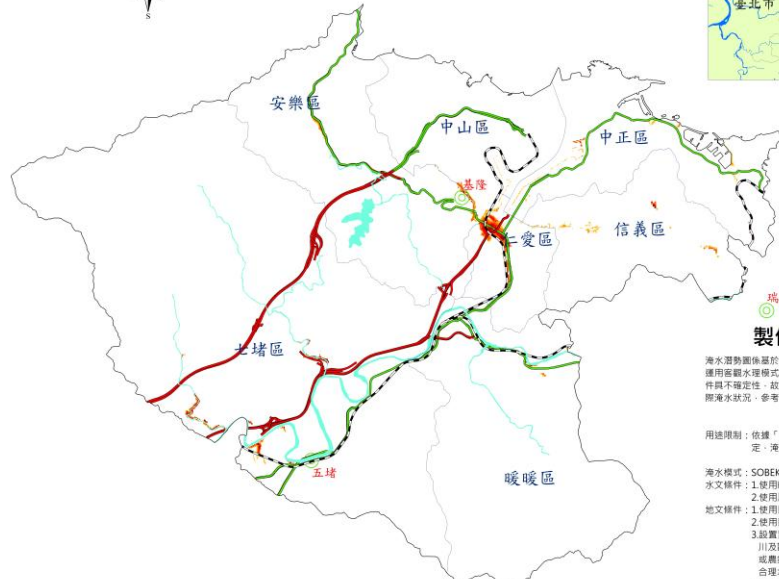 S
臺北市
安樂區
中山區
中正區
基隆
仁愛區
信義區
瑞
七堵區
五堵
暖暖區
製
淹水潛勢圖係基於
運用客觀水理模式
件具不確定性，故
際淹水狀況，參考
用途限制：依據「
定，淹
淹水模式：SOBEK
水文條件：1.使用
2.使用
地文條件：1.使用
2.使用
3.設置
川及
或農
合理